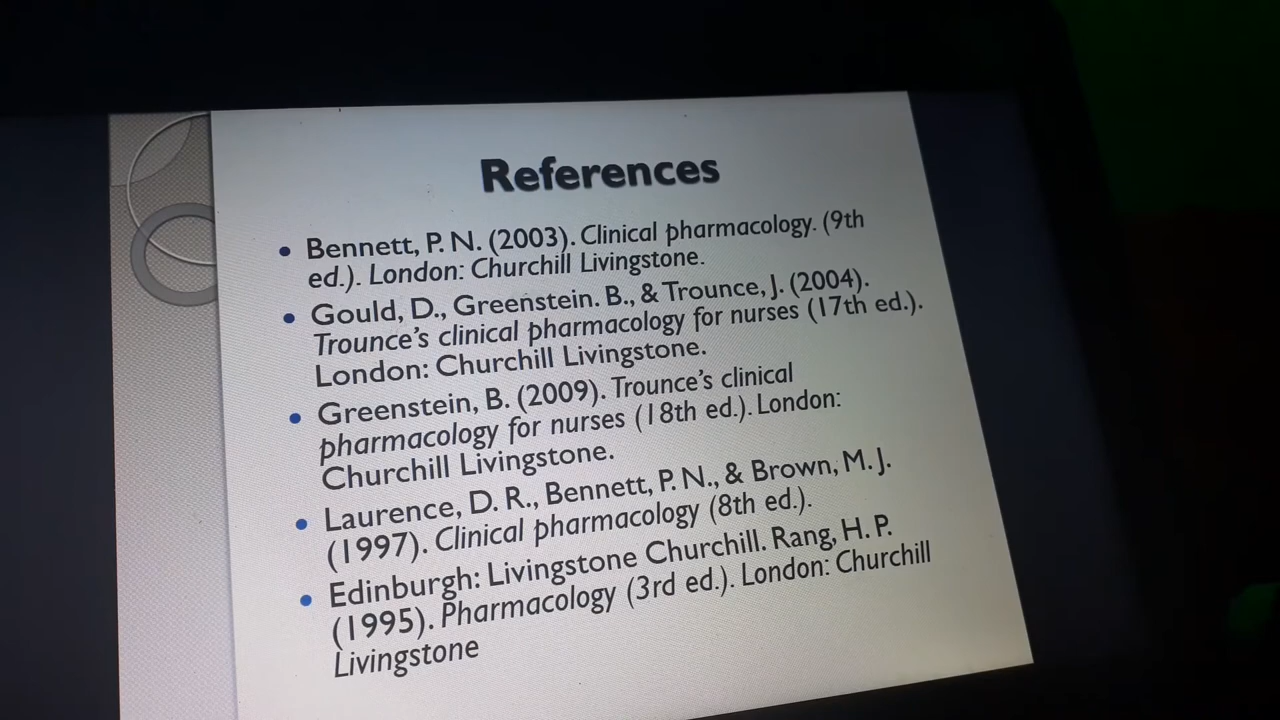 References
• Bennett, P. N. (2003). Clinical pharmacology. (9th
ed.). London: Churchill Livingstone.
• Gould, D., Greenstein. B., & Trounce, J. (2004).
Trounce's clinical pharmacology for nurses (17th ed.).
London: Churchill Livingstone.
• Greenstein, B. (2009). Trounce's clinical
pharmacology for nurses (18th ed.). London:
Churchill Livingstone.
• Laurence, D. R., Bennett, P. N., & Brown, M. J.
(1997). Clinical pharmacology (8th ed.).
• Edinburgh: Livingstone Churchill. Rang, H. P.
(1995). Pharmacology (3rd ed.). London: Churchill
Livingstone